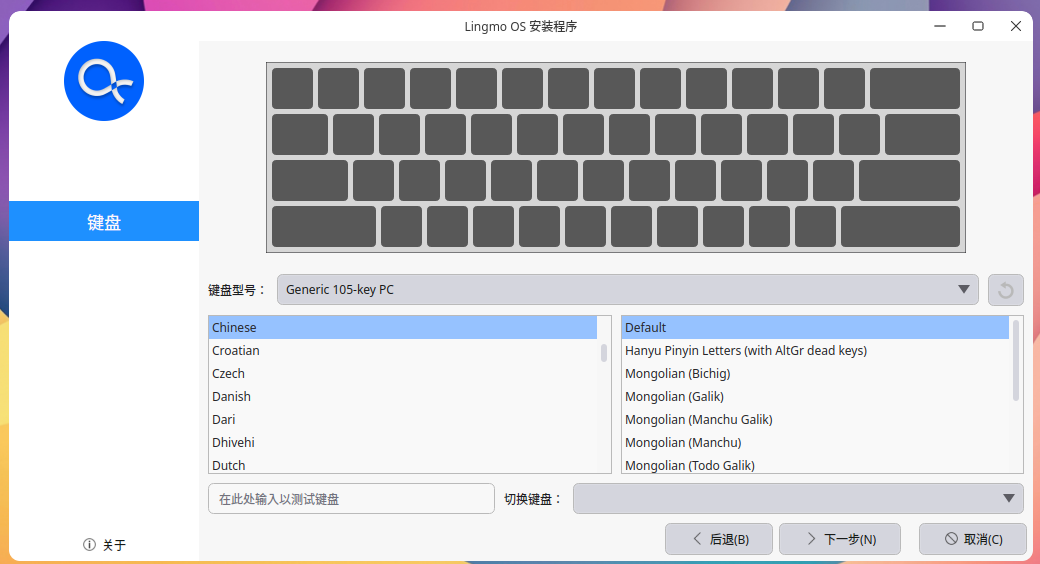 Lingmo OS 安装程序
键盘
键盘型号：
Generic 105-key PC
Chinese
Croatian
Czech
Danish
Dari
Dhivehi
Dutch
Default
Hanyu Pinyin Letters (with AltGr dead keys)
Mongolian (Bichig)
Mongolian (Galik)
Mongolian (Manchu Galik)
Mongolian (Manchu)
Mongolian (Todo Galik)
在此处输入以测试键盘
切换键盘：
关于
后退(B)
下一步(N)
取消(C)